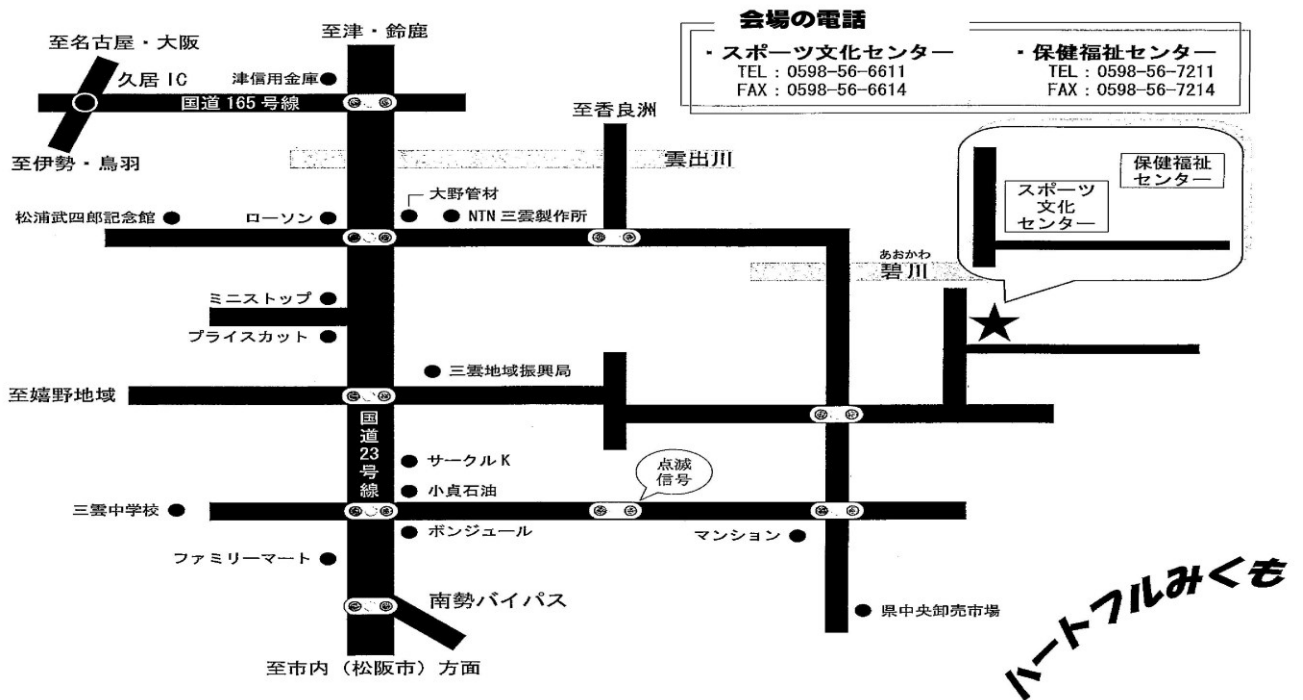 会場の電話
・スポーツ文化センター
TEL：0598-56-6611
FAX：0598-56-6614
・保健福祉センター
TEL：0598-56-7211
FAX：0598-56-7214
至名古屋・大阪
至津・鈴鹿
久居IC
津信用金庫
国道165号線
至伊勢・鳥羽
至香良洲
雲出川
保健福祉
センター
スポーツ
文化
センター
大野管材
松浦武四郎記念館
ローソン
NTN三雲製作所
あおかわ
碧川
ミニストップ
プライスカット
三雲地域振興局
至嬉野地域
国道23号線
サークルK
点滅
信号
小貞石油
三雲中学校
ボンジュール
マンション
ファミリーマート
南勢バイパス
県中央卸売市場
至市内（松阪市）方面
ハートフルみくも